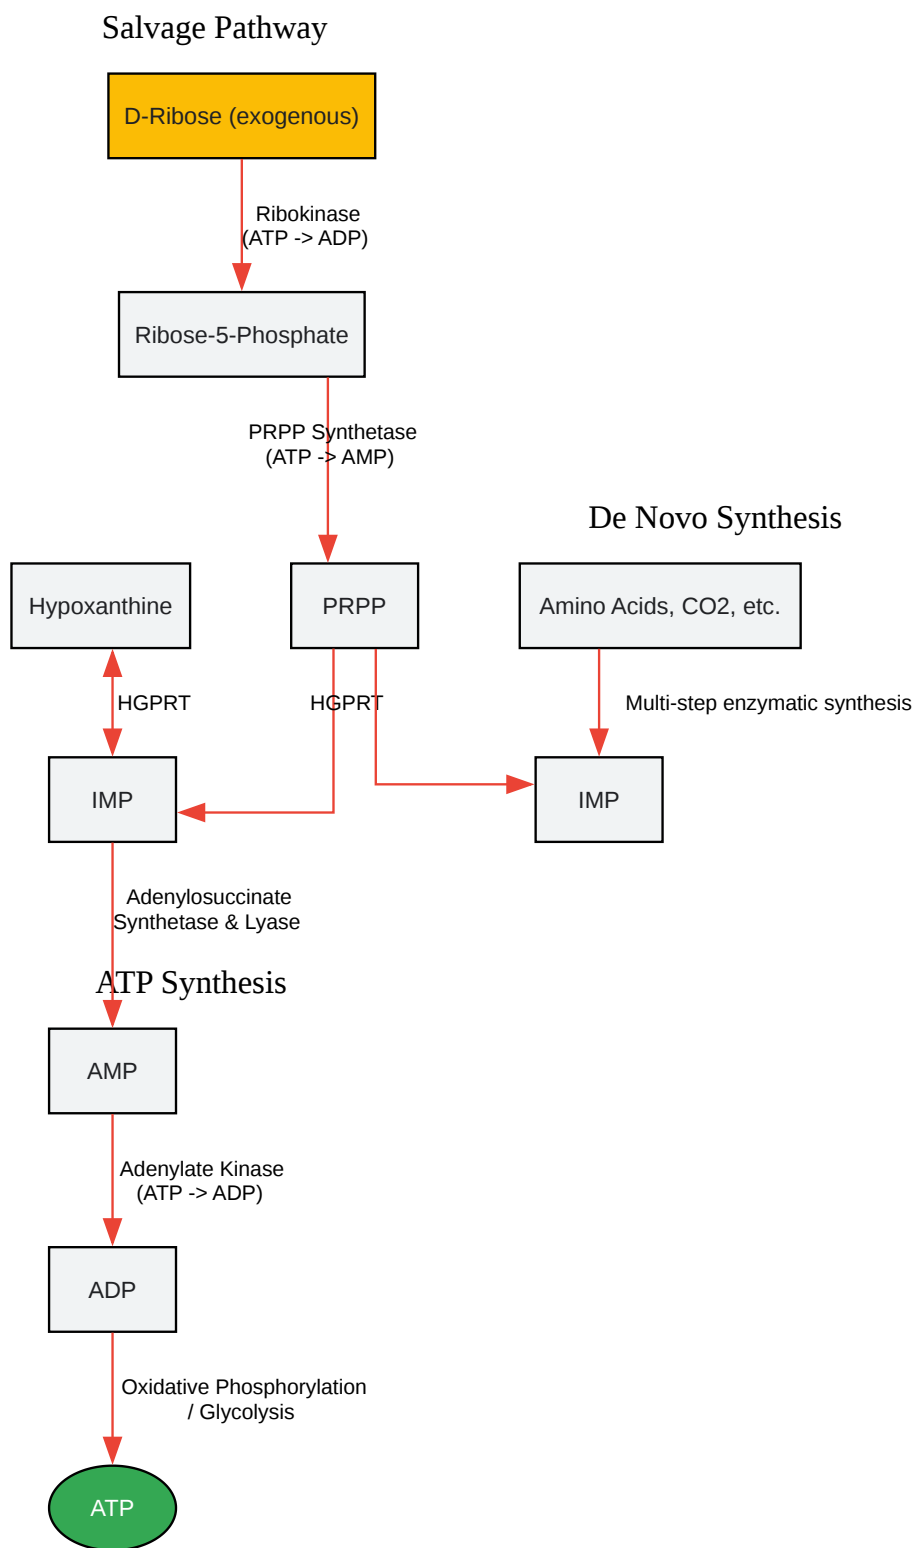 Salvage Pathway
D-Ribose (exogenous)
Ribokinase
(ATP -> ADP)
Ribose-5-Phosphate
PRPP Synthetase
(ATP -> AMP)
De Novo Synthesis
Hypoxanthine
PRPP
Amino Acids, CO2, etc.
HGPRT
HGPRT
Multi-step enzymatic synthesis
IMP
IMP
Adenylosuccinate
Synthetase & Lyase
ATP Synthesis
AMP
Adenylate Kinase
(ATP -> ADP)
ADP
Oxidative Phosphorylation
/ Glycolysis
ATP